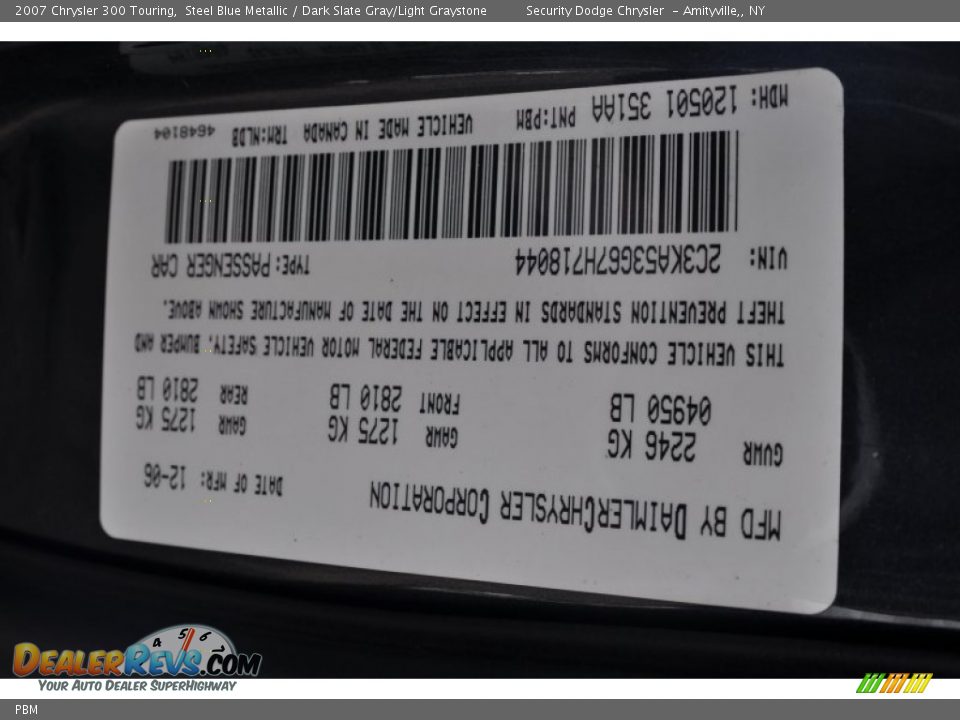 2007 Chrysler 300 Touring, Steel Blue Metallic / Dark Slate Gray/Light Graystone Security Dodge Chrysler - Amityville,, NY
MFD BY DAIMLERCHRYSLER CORPORATION DATE OF MFR: 12-06
GVWR 2246 KG GAWR 1275 KG GAWR 1275 KG
04950 LB FRONT 2810 LB REAR 2810 LB
THIS VEHICLE CONFORMS TO ALL APPLICABLE FEDERAL MOTOR VEHICLE SAFETY, BUMPER AND
THEFT PREVENTION STANDARDS IN EFFECT ON THE DATE OF MANUFACTURE SHOWN ABOVE.
VIN: 2C3KA53G67H718044 TYPE: PASSENGER CAR
MDH: 120501 351AA PNT:PBM VEHICLE MADE IN CANADA TRM:NLDB 4648104
4 5 6
DEALERREVS.COM
YOUR AUTO DEALER SUPERHIGHWAY
PBM